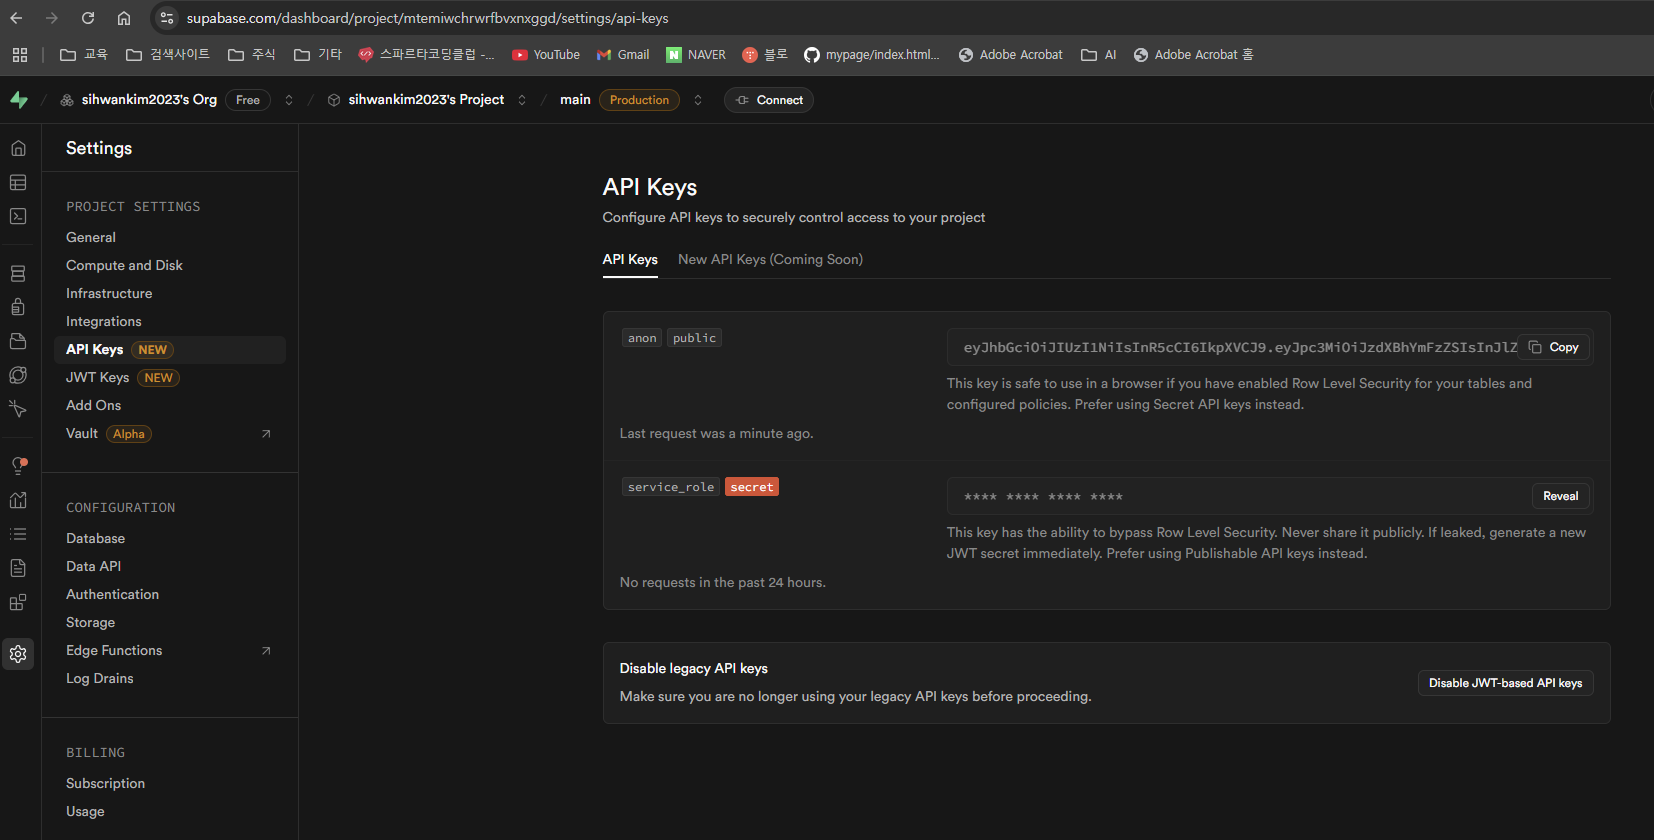 supabase.com/dashboard/project/mtemiwchrwrfbvxnxggd/settings/api-keys
교육 검색사이트 주식 기타 스파르타코딩클럽 -... YouTube Gmail NAVER 블로 mypage/index.html... Adobe Acrobat AI Adobe Acrobat 홈
sihwankim2023's Org Free sihwankim2023's Project main Production Connect
Settings
PROJECT SETTINGS
General
Compute and Disk
Infrastructure
Integrations
API Keys NEW
JWT Keys NEW
Add Ons
Vault Alpha
CONFIGURATION
Database
Data API
Authentication
Storage
Edge Functions
Log Drains
BILLING
Subscription
Usage
API Keys
Configure API keys to securely control access to your project
API Keys New API Keys (Coming Soon)
anon public
eyJhbGciOiJIUzI1NiIsInR5cCI6IkpXVCJ9.eyJpc3MiOiJzdXBhYmFzZSIsInJlZ Copy
This key is safe to use in a browser if you have enabled Row Level Security for your tables and
configured policies. Prefer using Secret API keys instead.
Last request was a minute ago.
service_role secret
**** **** **** **** Reveal
This key has the ability to bypass Row Level Security. Never share it publicly. If leaked, generate a new
JWT secret immediately. Prefer using Publishable API keys instead.
No requests in the past 24 hours.
Disable legacy API keys
Make sure you are no longer using your legacy API keys before proceeding.
Disable JWT-based API keys